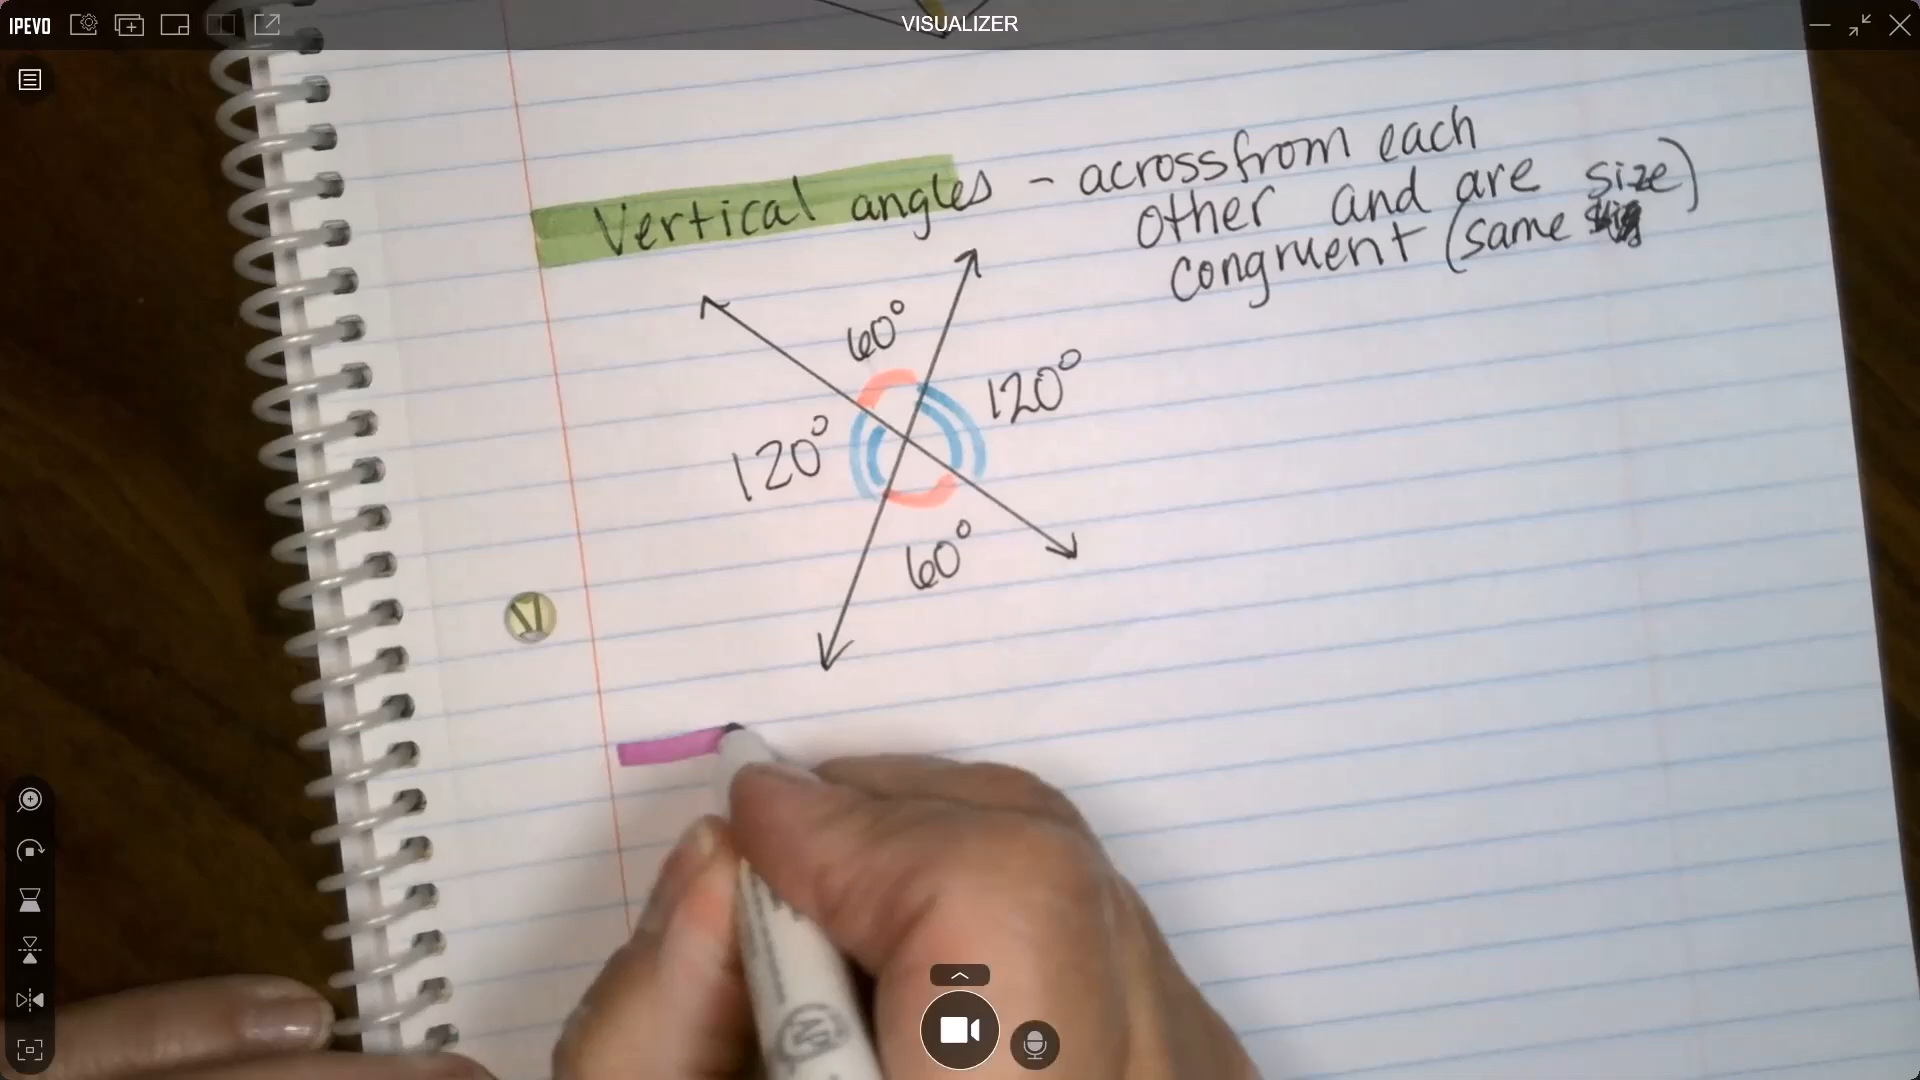 IPEVO
VISUALIZER
Vertical angles - across from each
other and are size)
congruent (same
60°
120°
120°
60°